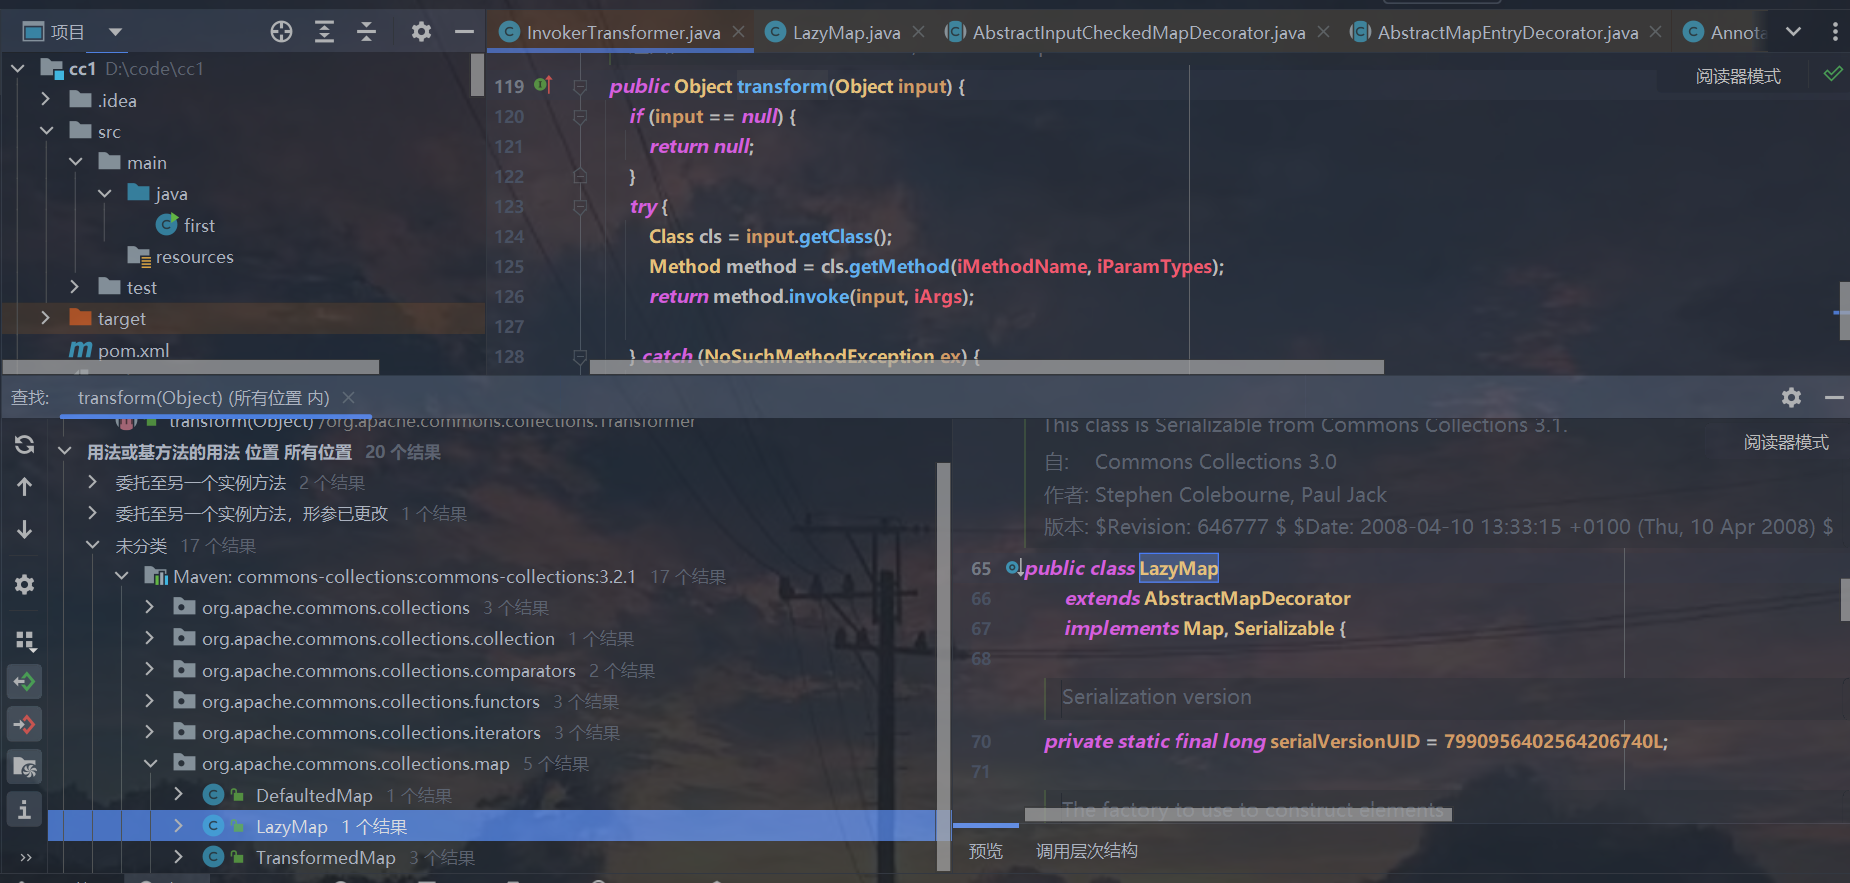 项目
InvokerTransformer.java
LazyMap.java
AbstractInputCheckedMapDecorator.java
AbstractMapEntryDecorator.java
Annota
cc1 D:\code\cc1
.idea
src
main
java
first
resources
test
target
pom.xml
阅读器模式
119 public Object transform(Object input) {
120 if (input == null) {
121 return null;
122 }
123 try {
124 Class cls = input.getClass();
125 Method method = cls.getMethod(iMethodName, iParamTypes);
126 return method.invoke(input, iArgs);
127
128 } catch (NoSuchMethodException ex) {
查找: transform(Object) (所有位置 内)
transform(Object) /org.apache.commons.collections.Transformer
用法或基方法的用法 位置 所有位置 20 个结果
委托至另一个实例方法 2 个结果
委托至另一个实例方法，形参已更改 1 个结果
未分类 17 个结果
Maven: commons-collections:commons-collections:3.2.1 17 个结果
org.apache.commons.collections 3 个结果
org.apache.commons.collections.collection 1 个结果
org.apache.commons.collections.comparators 2 个结果
org.apache.commons.collections.functors 3 个结果
org.apache.commons.collections.iterators 3 个结果
org.apache.commons.collections.map 5 个结果
DefaultedMap 1 个结果
LazyMap 1 个结果
TransformedMap 3 个结果
This class is Serializable from Commons Collections 3.1.
阅读器模式
自: Commons Collections 3.0
作者: Stephen Colebourne, Paul Jack
版本: $Revision: 646777 $ $Date: 2008-04-10 13:33:15 +0100 (Thu, 10 Apr 2008) $
65 public class LazyMap
66 extends AbstractMapDecorator
67 implements Map, Serializable {
68
Serialization version
70 private static final long serialVersionUID = 7990956402564206740L;
71
The factory to use to construct elements
预览 调用层次结构